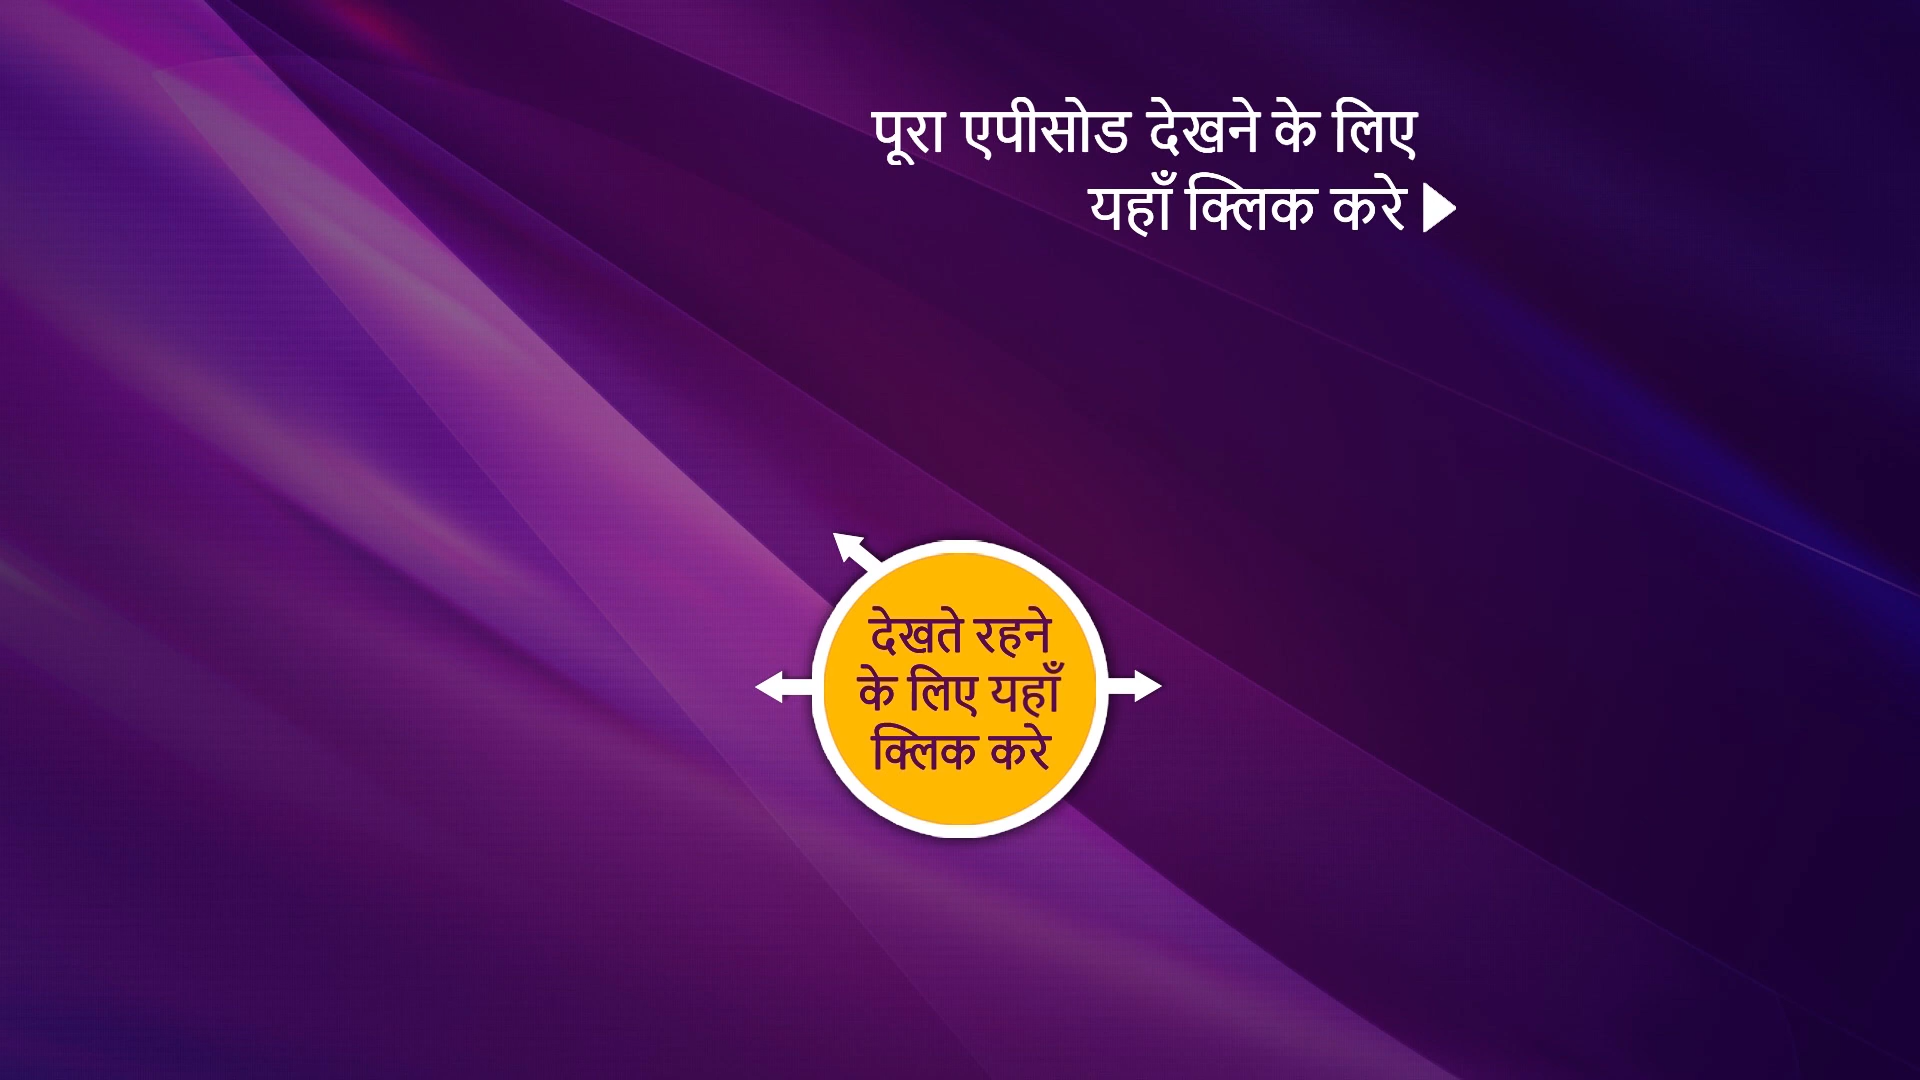 पूरा एपीसोड देखने के लिए
यहाँ क्लिक करे
देखते रहने
के लिए यहाँ
क्लिक करे